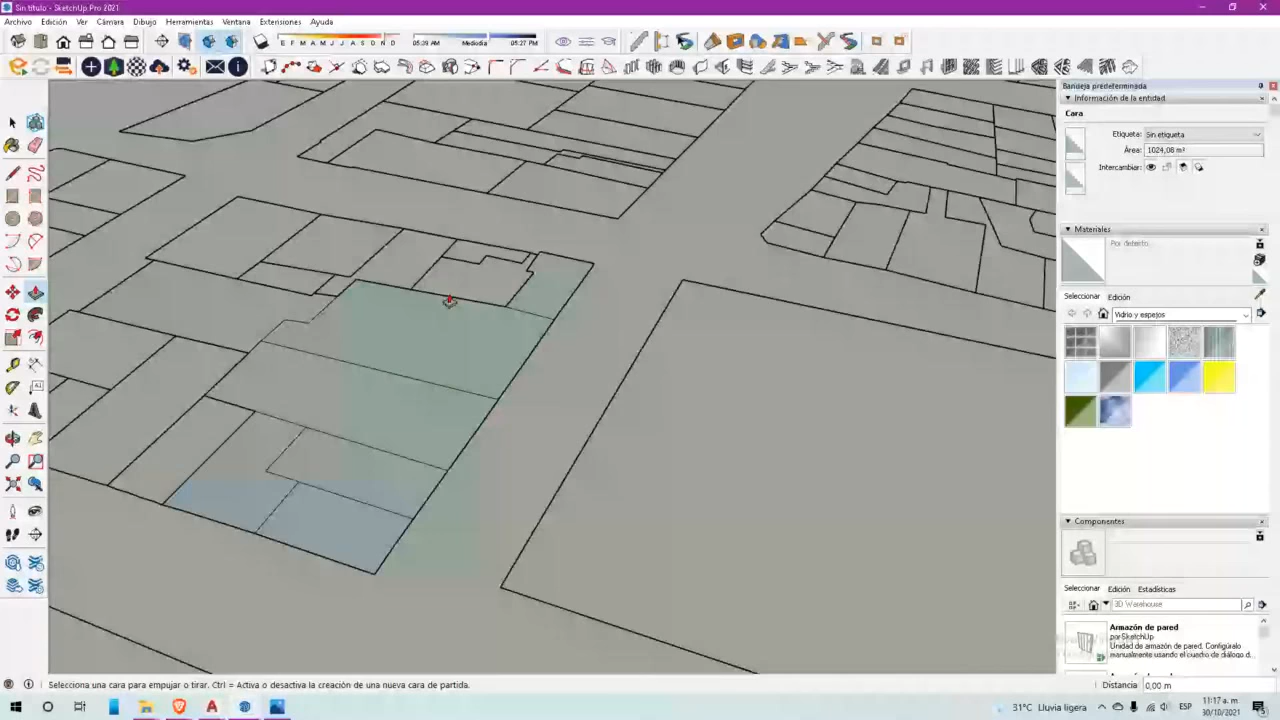 Sin título - SketchUp Pro 2021
Archivo Edición Ver Cámara Dibujo Herramientas Ventana Extensiones Ayuda
E F M A M J J A S O N D
05:39 AM Mediodía 05:27 PM
Bandeja predeterminada
Información de la entidad
Cara
Etiqueta: Sin etiqueta
Área: 1024,06 m²
Intercambiar:
Materiales
Por defecto
Seleccionar Edición
Vidrio y espejos
Componentes
Seleccionar Edición Estadísticas
3D Warehouse
Armazón de pared
por SketchUp
Unidad de armazón de pared. Configúralo
manualmente usando el cuadro de diálogo d...
Selecciona una cara para empujar o tirar. Ctrl = Activa o desactiva la creación de una nueva cara de partida.
Distancia 0,00 m
31°C Lluvia ligera
ESP
11:17 a. m.
30/10/2021